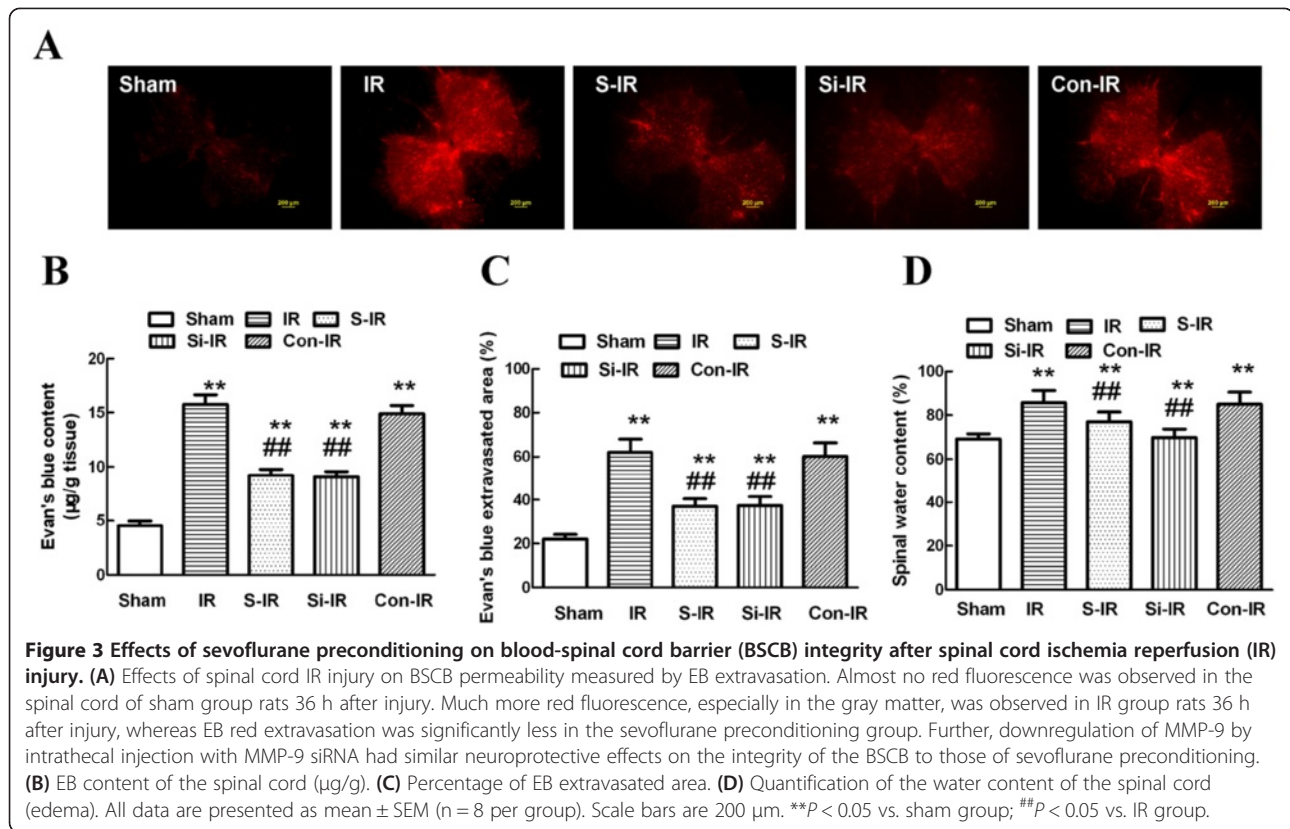 A
Sham IR S-IR Si-IR Con-IR
200 µm 200 µm 200 µm 200 µm 200 µm
B
Sham IR S-IR
Si-IR Con-IR
Evan's blue content
(µg/g tissue)
20
15
10
5
0
** ** ** **
## ##
Sham IR S-IR Si-IR Con-IR
C
Sham IR S-IR
Si-IR Con-IR
Evan's blue extravasated area (%)
100
80
60
40
20
0
** ** ** **
## ##
Sham IR S-IR Si-IR Con-IR
D
Sham IR S-IR
Si-IR Con-IR
Spinal water content (%)
100
80
60
40
20
0
** ** ** **
## ##
Sham IR S-IR Si-IR Con-IR
Figure 3 Effects of sevoflurane preconditioning on blood-spinal cord barrier (BSCB) integrity after spinal cord ischemia reperfusion (IR)
injury. (A) Effects of spinal cord IR injury on BSCB permeability measured by EB extravasation. Almost no red fluorescence was observed in the
spinal cord of sham group rats 36 h after injury. Much more red fluorescence, especially in the gray matter, was observed in IR group rats 36 h
after injury, whereas EB red extravasation was significantly less in the sevoflurane preconditioning group. Further, downregulation of MMP-9 by
intrathecal injection with MMP-9 siRNA had similar neuroprotective effects on the integrity of the BSCB to those of sevoflurane preconditioning.
(B) EB content of the spinal cord (µg/g). (C) Percentage of EB extravasated area. (D) Quantification of the water content of the spinal cord
(edema). All data are presented as mean ± SEM (n = 8 per group). Scale bars are 200 µm. **P < 0.05 vs. sham group; ##P < 0.05 vs. IR group.